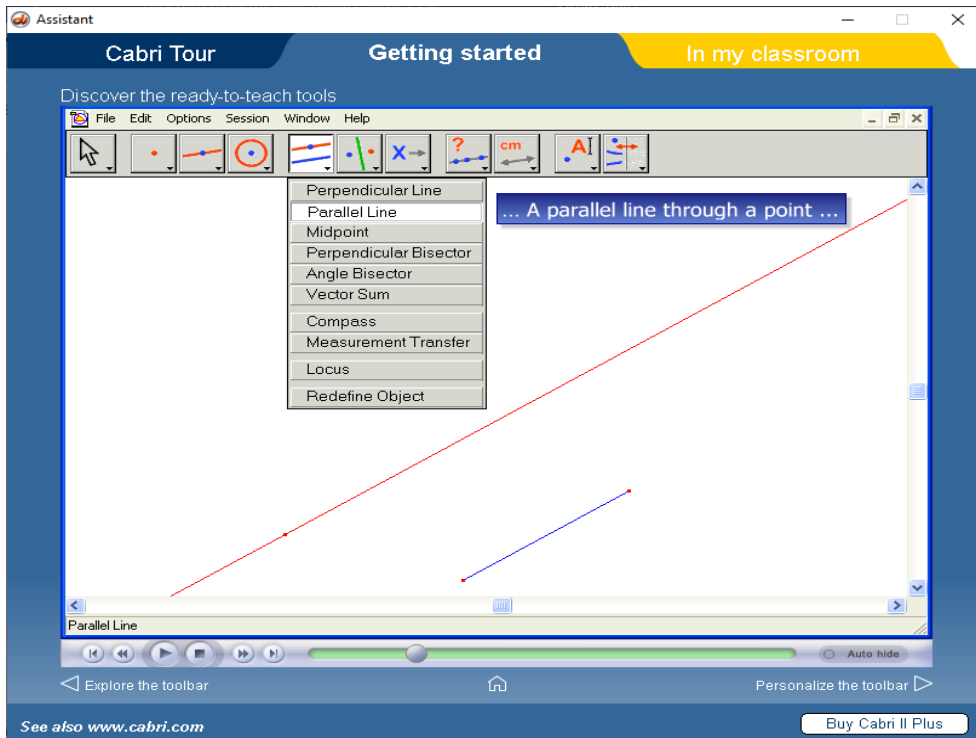 Assistant
Cabri Tour Getting started In my classroom
Discover the ready-to-teach tools
File Edit Options Session Window Help
? cm A
X
Perpendicular Line
Parallel Line
Midpoint
Perpendicular Bisector
Angle Bisector
Vector Sum
Compass
Measurement Transfer
Locus
Redefine Object
... A parallel line through a point ...
Parallel Line
Auto hide
Explore the toolbar Personalize the toolbar
See also www.cabri.com Buy Cabri II Plus